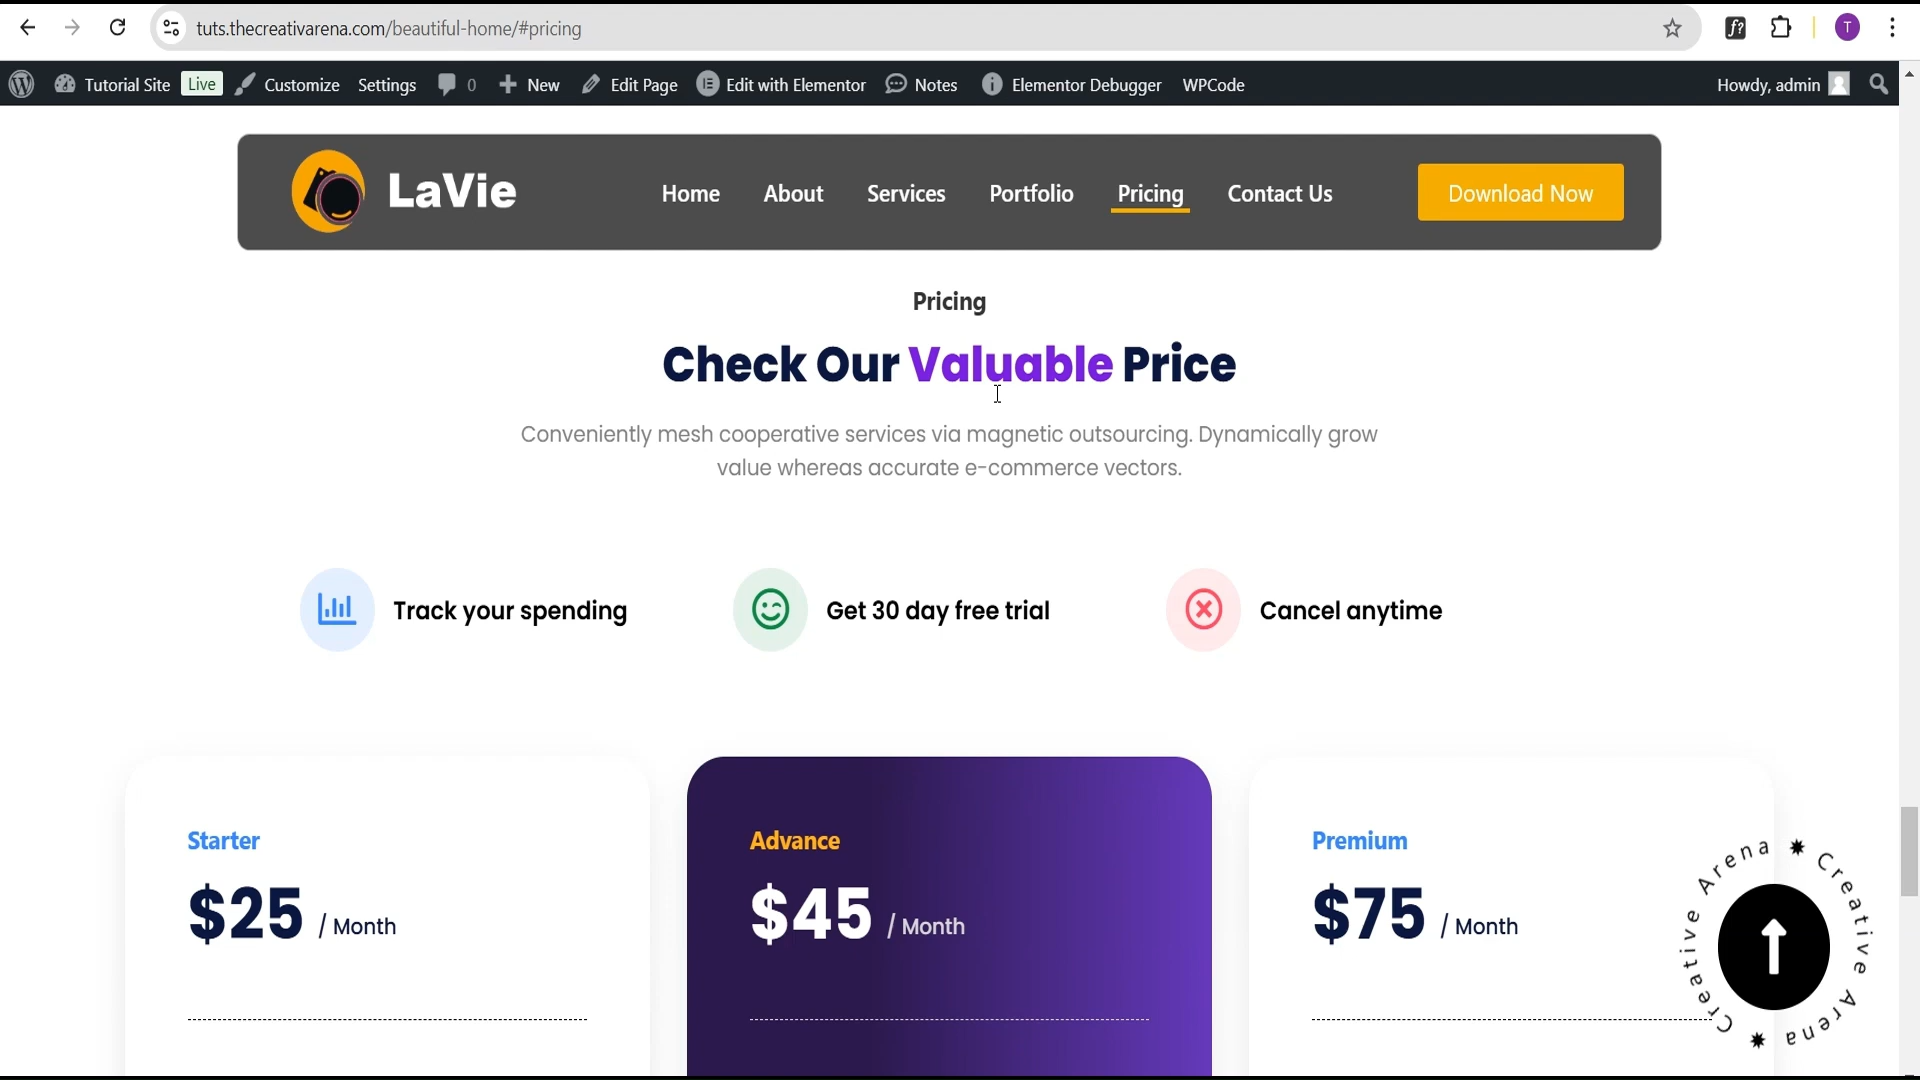 tuts.thecreativarena.com/beautiful-home/#pricing
f?
T
Tutorial Site Live Customize Settings 0 New Edit Page Edit with Elementor Notes Elementor Debugger WPCode Howdy, admin
LaVie Home About Services Portfolio Pricing Contact Us Download Now
Pricing
Check Our Valuable Price
Conveniently mesh cooperative services via magnetic outsourcing. Dynamically grow
value whereas accurate e-commerce vectors.
Track your spending Get 30 day free trial Cancel anytime
Starter Advance Premium
$25 / Month $45 / Month $75 / Month
Creative Arena ✷ Creative Arena ✷